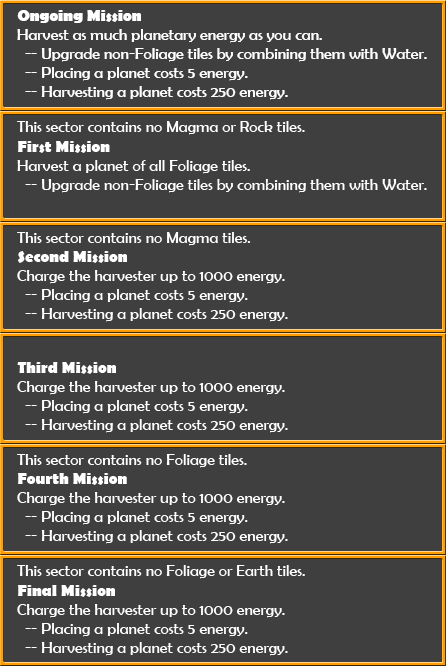 Ongoing Mission
Harvest as much planetary energy as you can.
-- Upgrade non-Foliage tiles by combining them with Water.
-- Placing a planet costs 5 energy.
-- Harvesting a planet costs 250 energy.
This sector contains no Magma or Rock tiles.
First Mission
Harvest a planet of all Foliage tiles.
-- Upgrade non-Foliage tiles by combining them with Water.
This sector contains no Magma tiles.
Second Mission
Charge the harvester up to 1000 energy.
-- Placing a planet costs 5 energy.
-- Harvesting a planet costs 250 energy.
Third Mission
Charge the harvester up to 1000 energy.
-- Placing a planet costs 5 energy.
-- Harvesting a planet costs 250 energy.
This sector contains no Foliage tiles.
Fourth Mission
Charge the harvester up to 1000 energy.
-- Placing a planet costs 5 energy.
-- Harvesting a planet costs 250 energy.
This sector contains no Foliage or Earth tiles.
Final Mission
Charge the harvester up to 1000 energy.
-- Placing a planet costs 5 energy.
-- Harvesting a planet costs 250 energy.